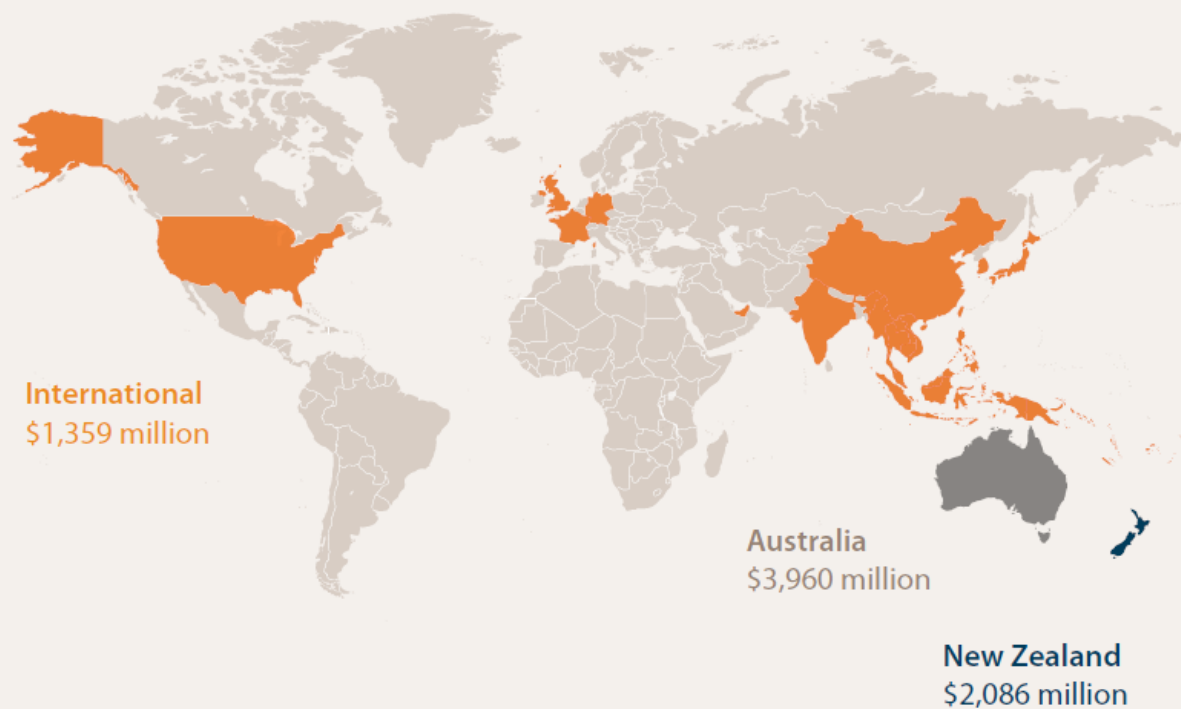 International
$1,359 million
Australia
$3,960 million
New Zealand
$2,086 million